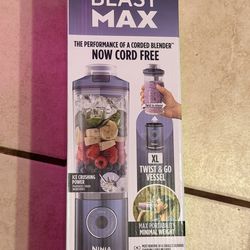 BLAST
MAX
THE PERFORMANCE OF A CORDED BLENDER
NOW CORD FREE
ICE CRUSHING
POWER
XL
TWIST & GO
VESSEL
MAX PORTABILITY
MINIMAL WEIGHT
NINJA